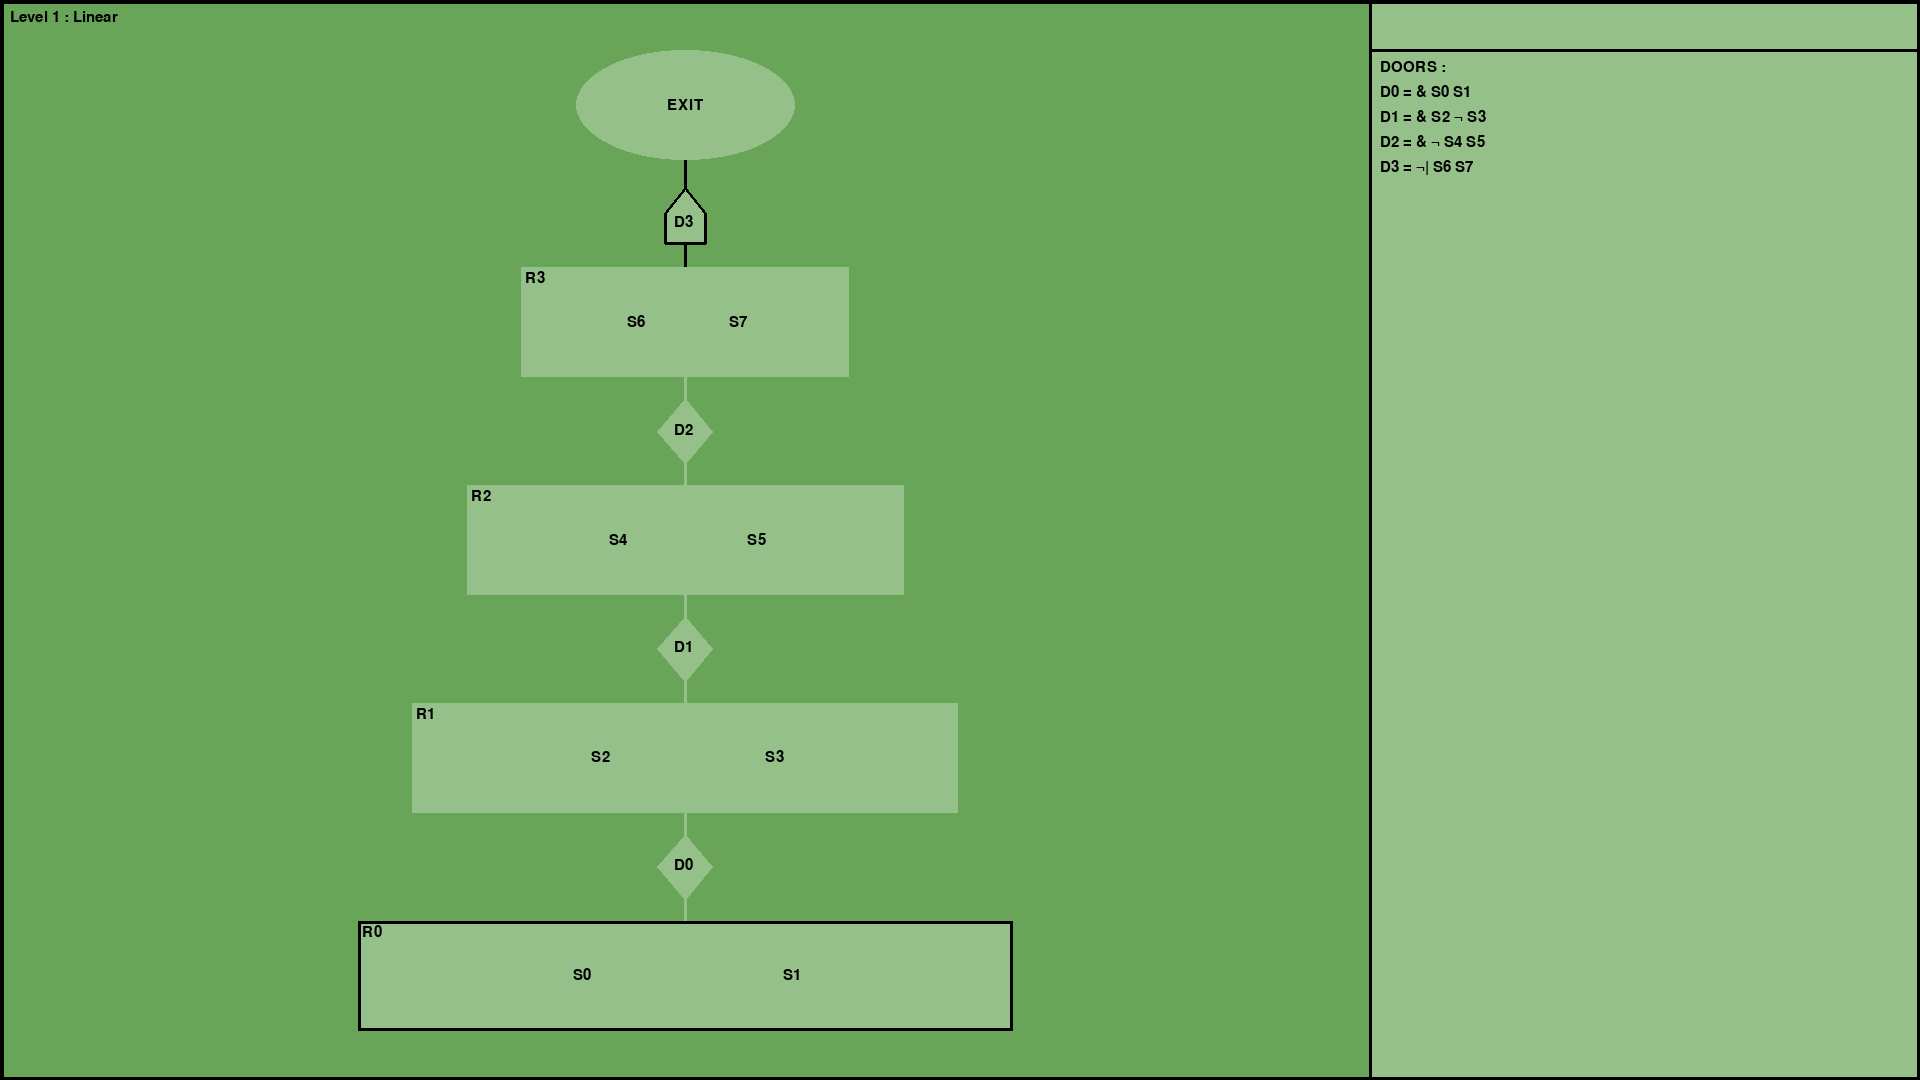 Level 1 : Linear
EXIT
D3
R3
S6 S7
D2
R2
S4 S5
D1
R1
S2 S3
D0
R0
S0 S1
DOORS :
D0 = & S0 S1
D1 = & S2 ¬ S3
D2 = & ¬ S4 S5
D3 = ¬| S6 S7